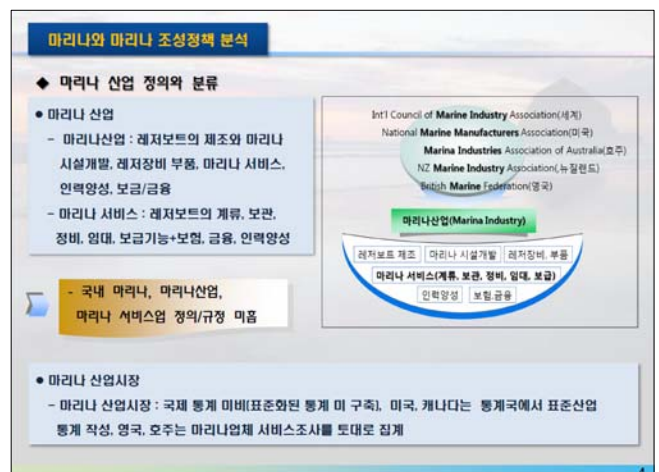 마리나와 마리나 조성정책 분석
◆ 마리나 산업 정의와 분류
● 마리나 산업
- 마리나산업 : 레저보트의 제조와 마리나
시설개발, 레저장비 부품, 마리나 서비스,
인력양성, 보금/금융
- 마리나 서비스 : 레저보트의 계류, 보관,
정비, 임대, 보급기능+보험, 금융, 인력양성
- 국내 마리나, 마리나산업,
마리나 서비스업 정의/규정 미흡
Int'l Council of Marine Industry Association(세계)
National Marine Manufacturers Association(미국)
Marina Industries Association of Australia(호주)
NZ Marine Industry Association(,뉴질랜드)
British Marine Federation(영국)
마리나산업(Marina Industry)
레저보트 제조 마리나 시설개발 레저장비, 부품
마리나 서비스(계류, 보관, 정비, 임대, 보급)
인력양성 보험.금융
● 마리나 산업시장
- 마리나 산업시장 : 국제 통계 미비(표준화된 통계 미 구축), 미국, 캐나다는 통계국에서 표준산업
통계 작성, 영국, 호주는 마리나업체 서비스조사를 토대로 집계
4